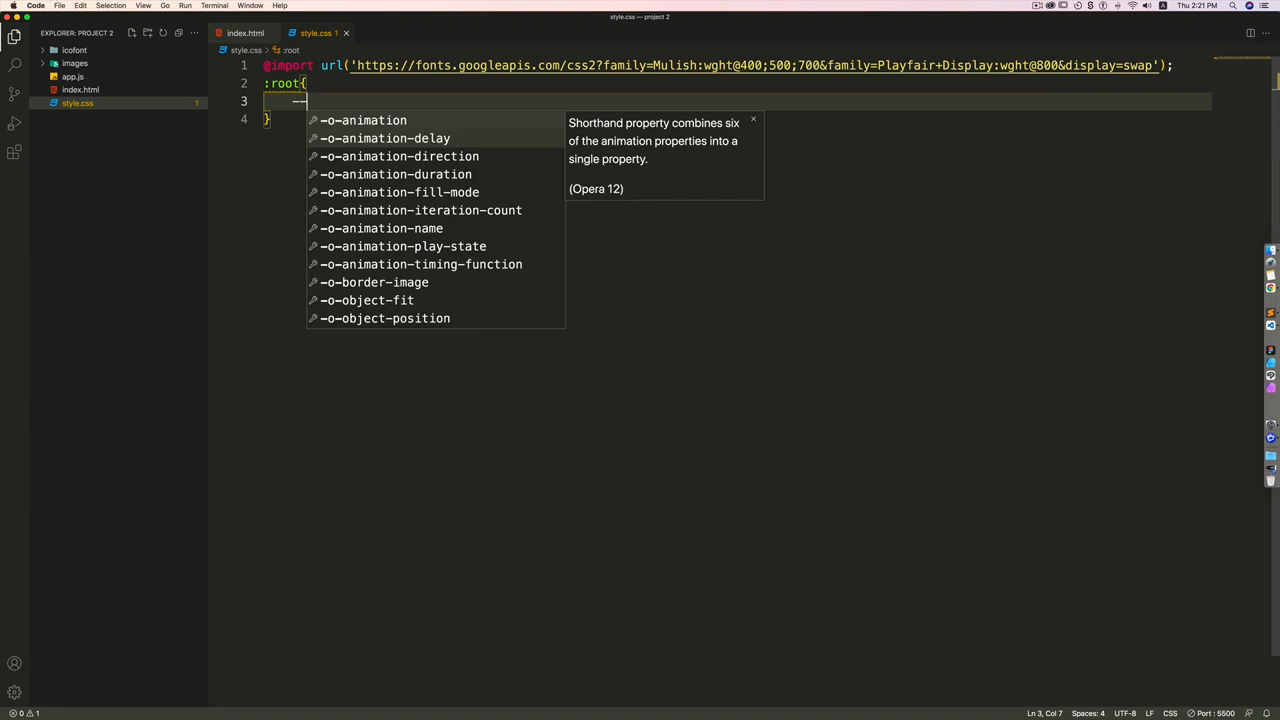 Code File Edit Selection View Go Run Terminal Window Help
Thu 2:21 PM
style.css — project 2
EXPLORER: PROJECT 2
index.html
style.css 1
icofont
images
app.js
index.html
style.css 1
style.css > :root
1 @import url('https://fonts.googleapis.com/css2?family=Mulish:wght@400;500;700&family=Playfair+Display:wght@800&display=swap');
2 :root{
3 --
4 }
-o-animation
-o-animation-delay
-o-animation-direction
-o-animation-duration
-o-animation-fill-mode
-o-animation-iteration-count
-o-animation-name
-o-animation-play-state
-o-animation-timing-function
-o-border-image
-o-object-fit
-o-object-position
Shorthand property combines six
of the animation properties into a
single property.
(Opera 12)
0 1
Ln 3, Col 7 Spaces: 4 UTF-8 LF CSS Port : 5500